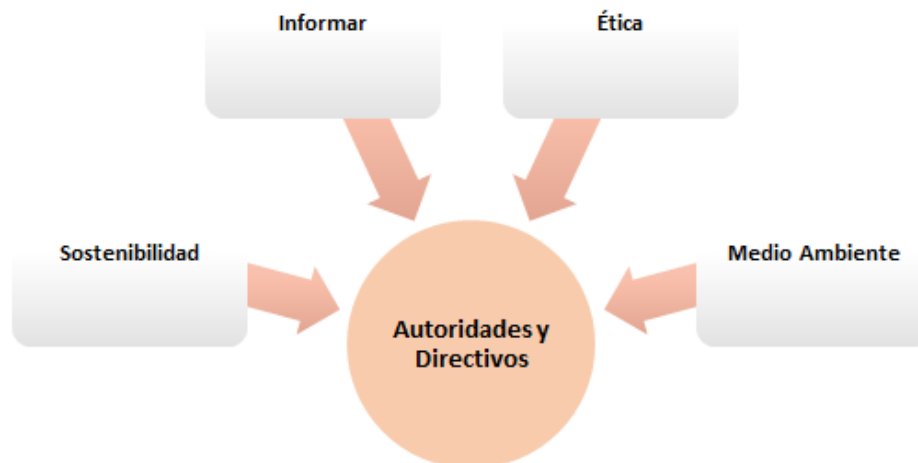 Informar
Ética
Sostenibilidad
Medio Ambiente
Autoridades y
Directivos